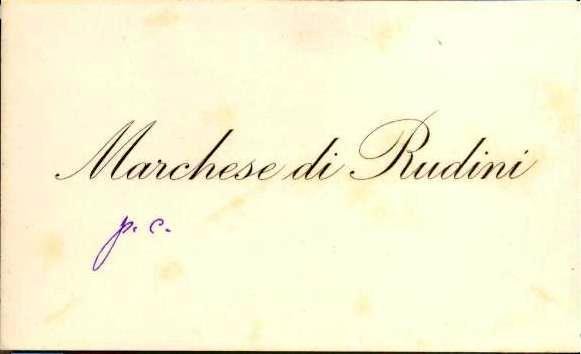 Marchese di Rudini
p. c.